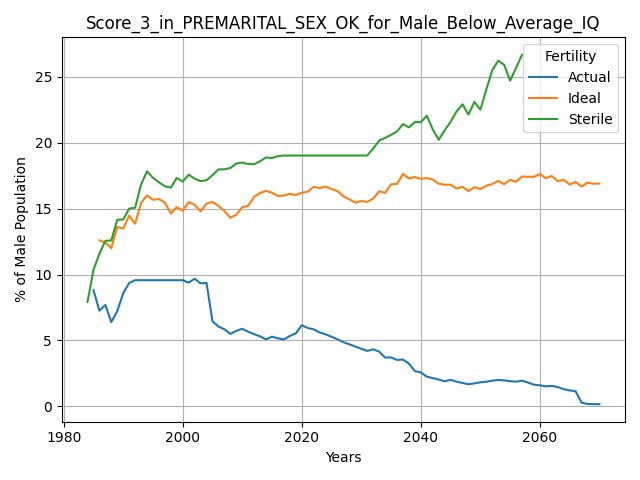 Score_3_in_PREMARITAL_SEX_OK_for_Male_Below_Average_IQ
% of Male Population
25
20
15
10
5
0
1980
2000
2020
2040
2060
Years
Fertility
Actual
Ideal
Sterile